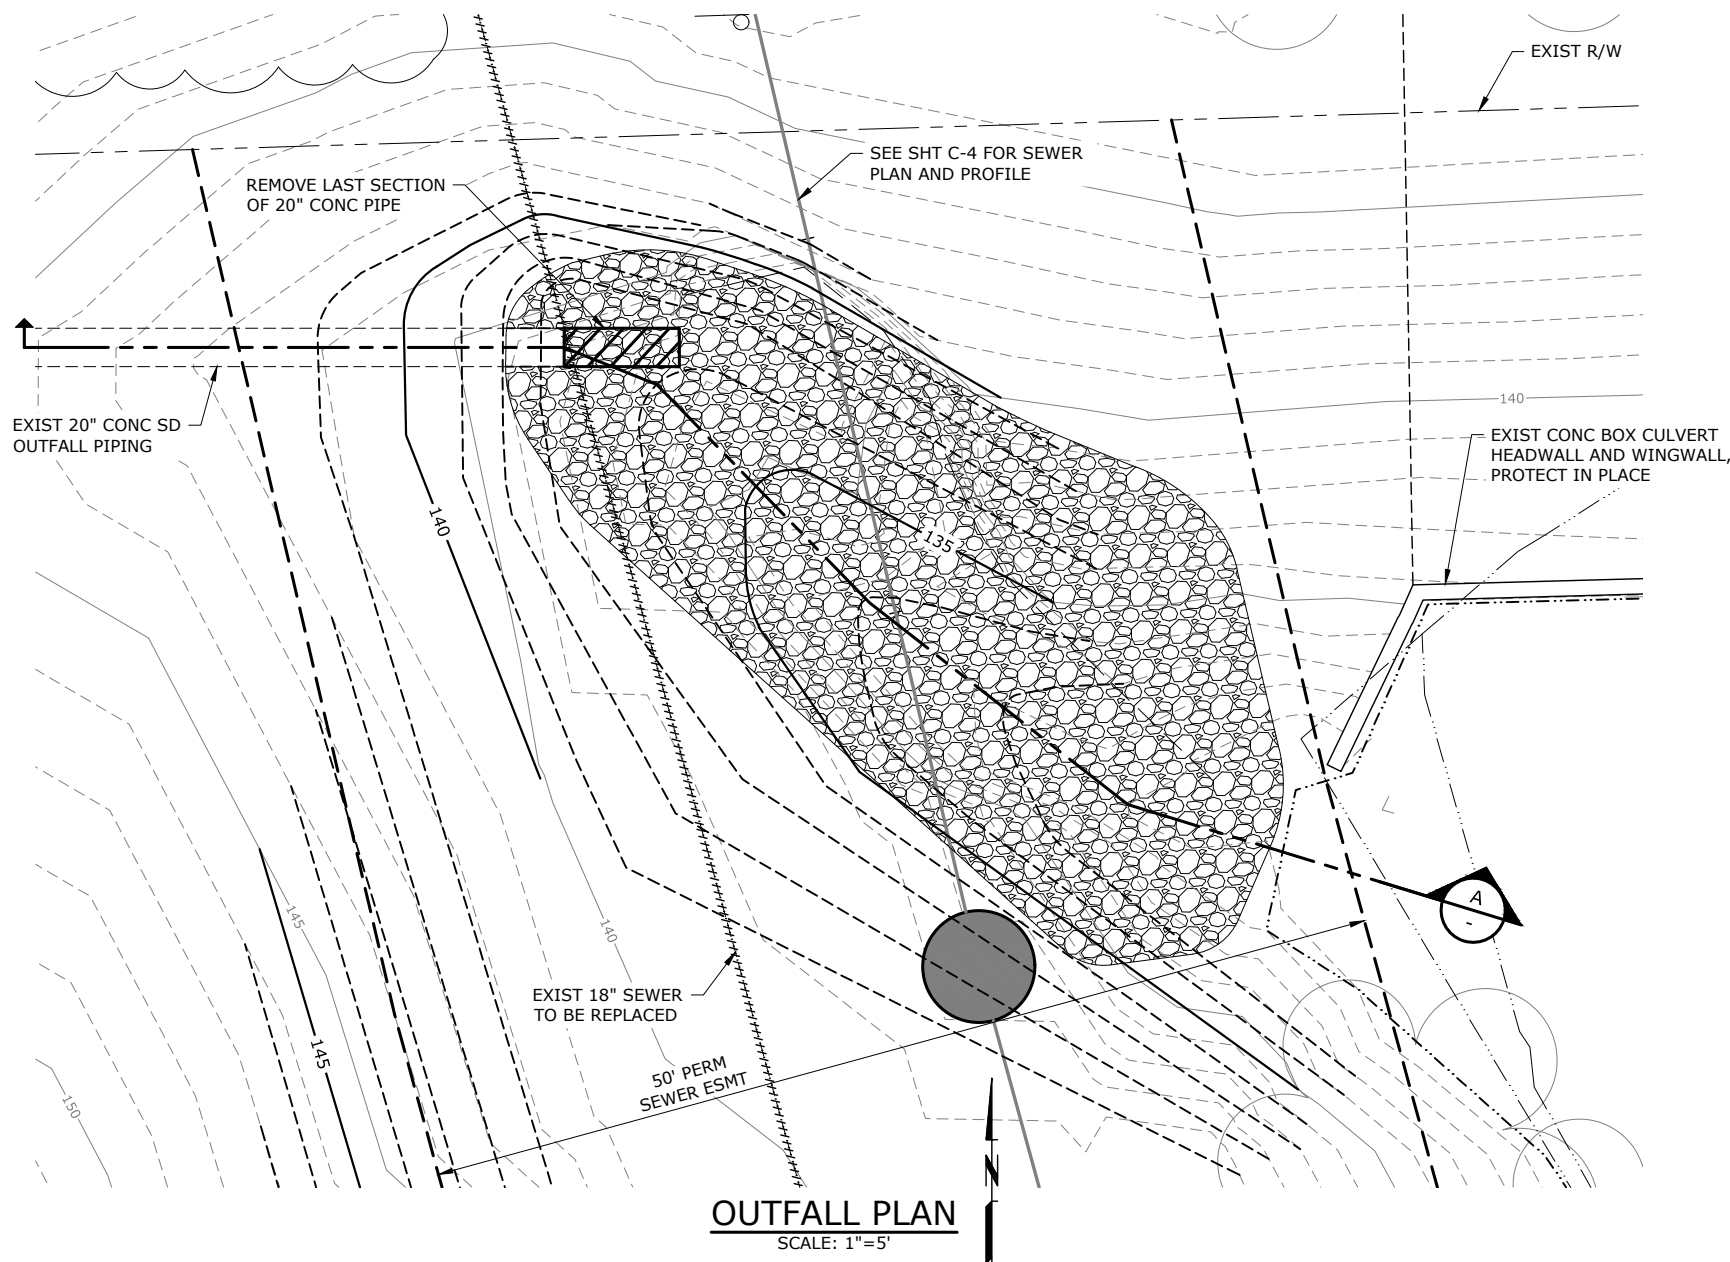 EXIST R/W
SEE SHT C-4 FOR SEWER
PLAN AND PROFILE
REMOVE LAST SECTION
OF 20" CONC PIPE
EXIST 20" CONC SD
OUTFALL PIPING
140
EXIST CONC BOX CULVERT
HEADWALL AND WINGWALL,
PROTECT IN PLACE
140
135
A
-
145
140
EXIST 18" SEWER
TO BE REPLACED
145
50' PERM
SEWER ESMT
150
N
OUTFALL PLAN
SCALE: 1"=5'